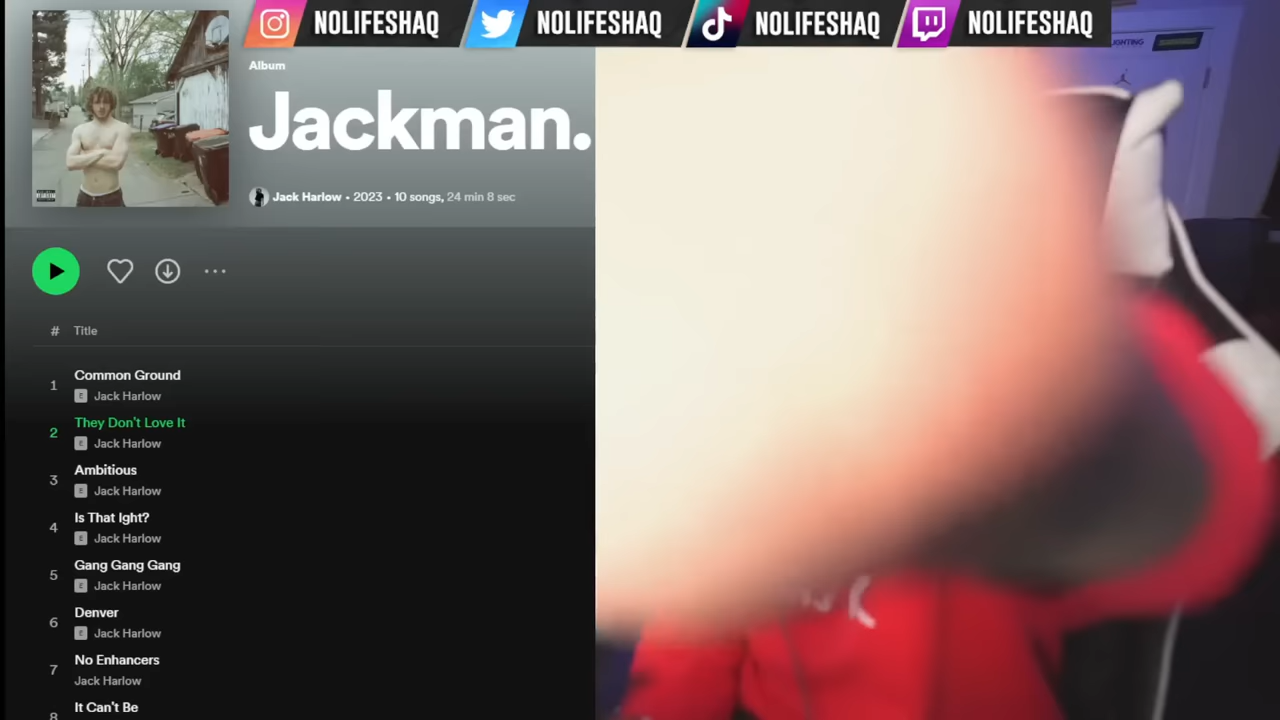 NOLIFESHAQ NOLIFESHAQ NOLIFESHAQ NOLIFESHAQ
Album
Jackman.
Jack Harlow • 2023 • 10 songs, 24 min 8 sec
# Title
1 Common Ground
E Jack Harlow
2 They Don't Love It
E Jack Harlow
3 Ambitious
E Jack Harlow
4 Is That Ight?
E Jack Harlow
5 Gang Gang Gang
E Jack Harlow
6 Denver
E Jack Harlow
7 No Enhancers
Jack Harlow
8 It Can't Be